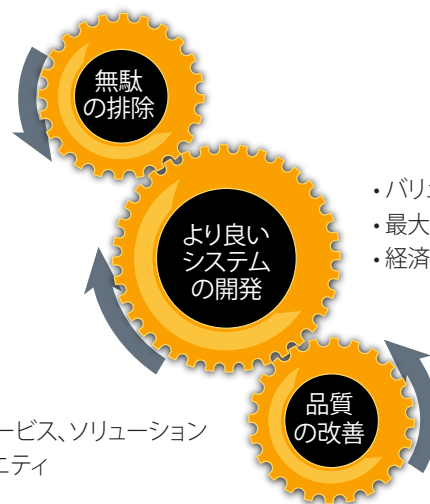 無駄
の排除
より良い
システム
の開発
・バリュ
・最大
・経済
品質
の改善
ービス、ソリューション
ニティ